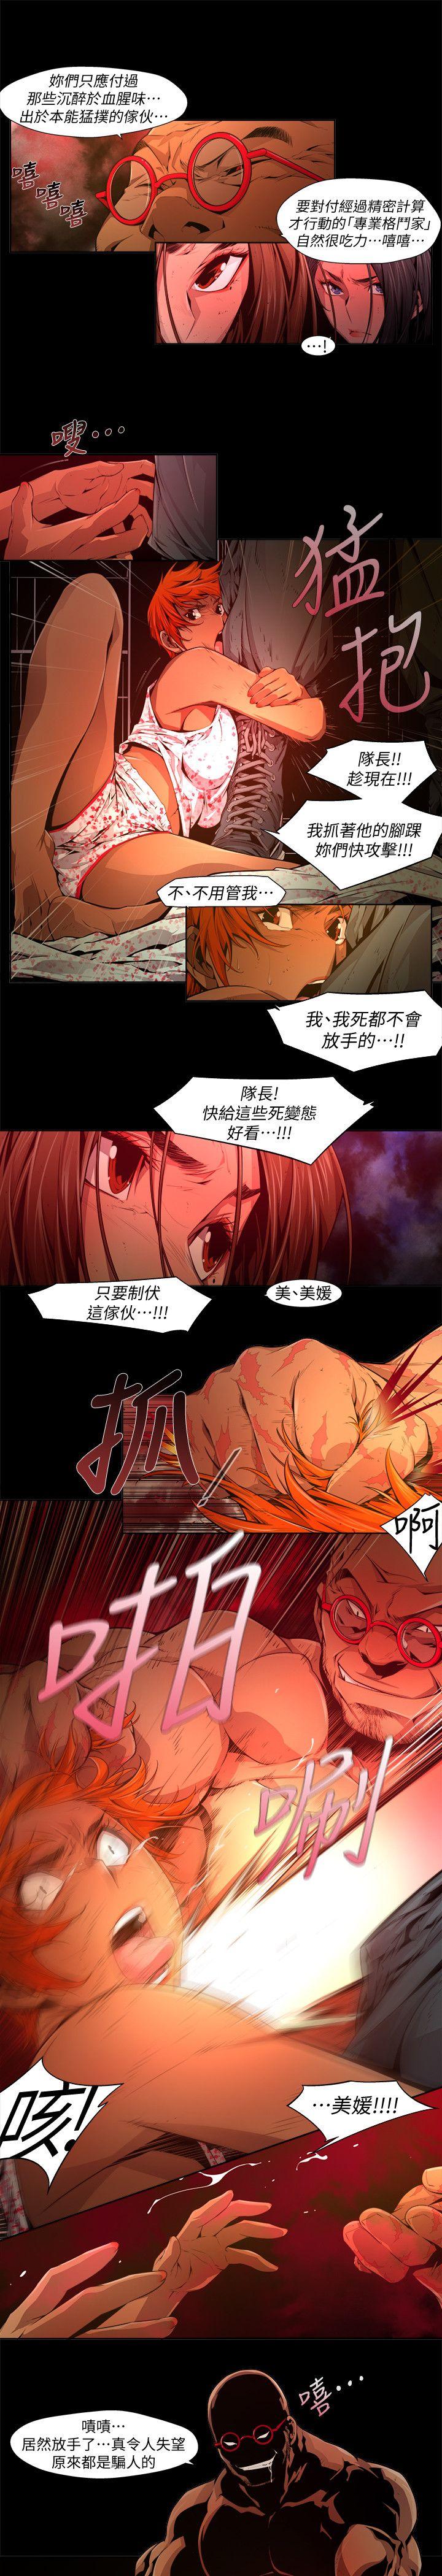 妳們只應付過
那些沉醉於血腥味…
出於本能猛撲的傢伙…
嘻
嘻
嘻
要對付經過精密計算
才行動的「專業格鬥家」
自然很吃力…嘻嘻…
…!
嗖…
猛
抱
隊長!!
趁現在!!!
我抓著他的腳踝
妳們快攻擊!!!
不、不用管我…
我、我死都不會
放手的…!!
隊長!
快給這些死變態
好看…!!!
只要制伏
這傢伙…!!!
美、美媛
抓
啊
啪
唰
咳!
…美媛!!!!
嘻…
嘖嘖…
居然放手了…真令人失望
原來都是騙人的